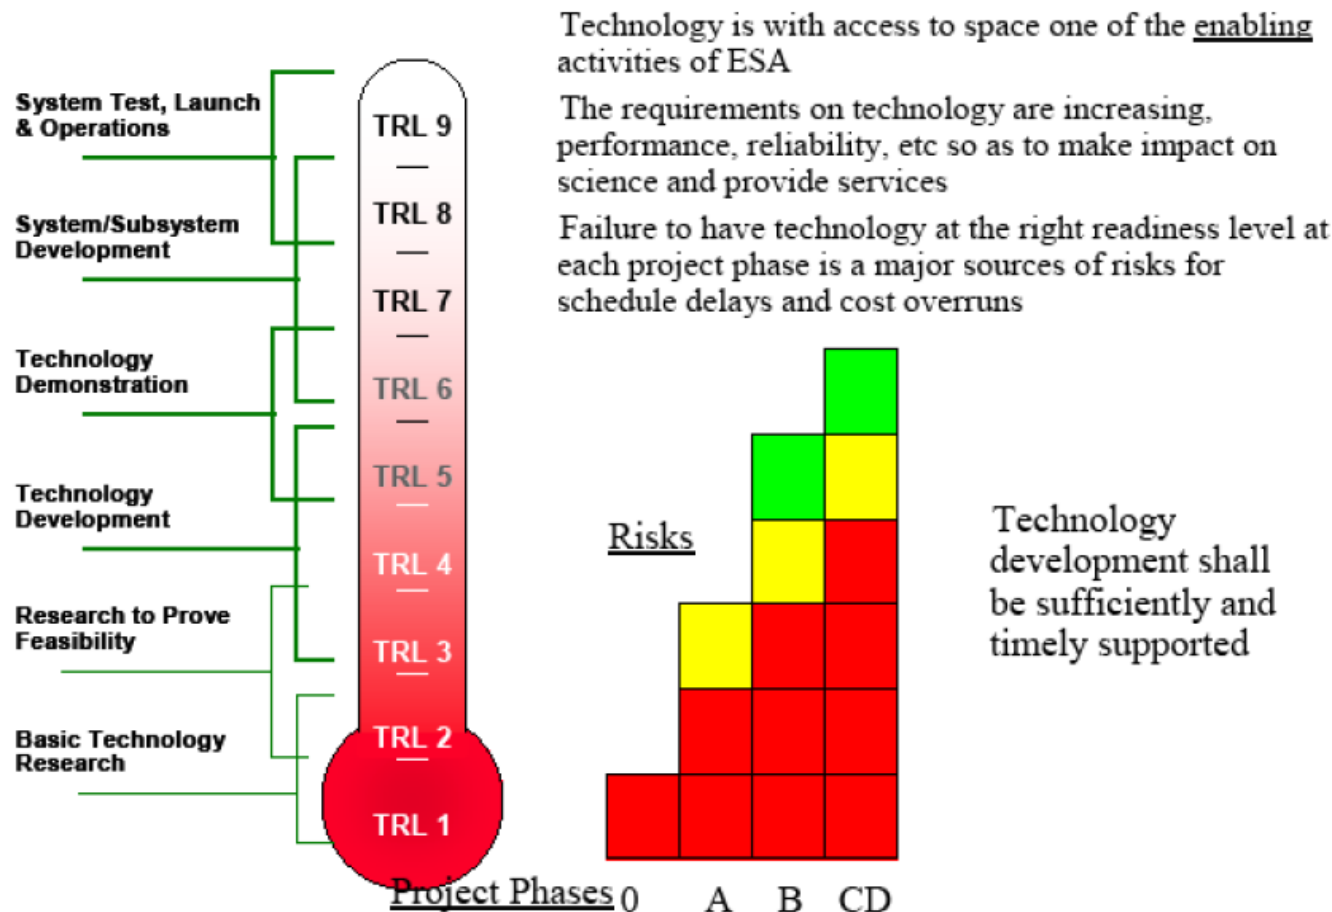 Technology is with access to space one of the enabling
activities of ESA
The requirements on technology are increasing,
performance, reliability, etc so as to make impact on
science and provide services
Failure to have technology at the right readiness level at
each project phase is a major sources of risks for
schedule delays and cost overruns
System Test, Launch
& Operations
System/Subsystem
Development
Technology
Demonstration
Technology
Development
Research to Prove
Feasibility
Basic Technology
Research
TRL 9
TRL 8
TRL 7
TRL 6
TRL 5
TRL 4
TRL 3
TRL 2
TRL 1
Risks
Technology
development shall
be sufficiently and
timely supported
Project Phases 0 A B CD